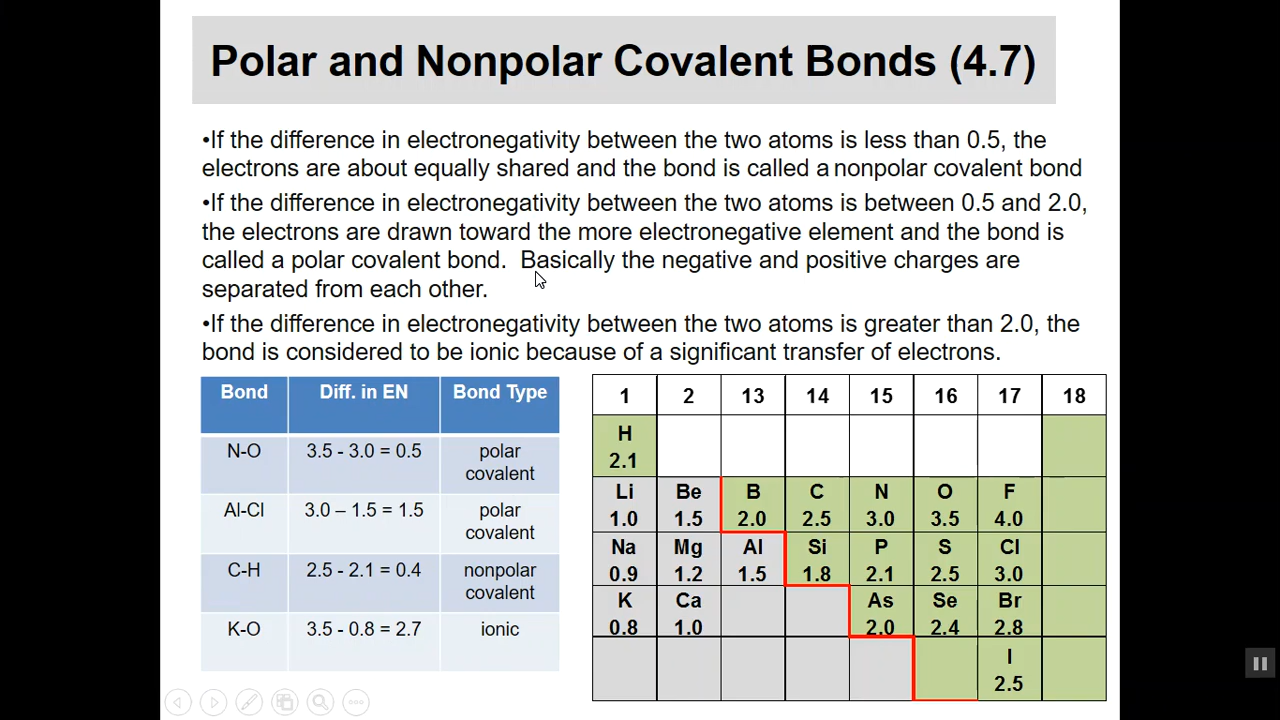 Polar and Nonpolar Covalent Bonds (4.7)
•If the difference in electronegativity between the two atoms is less than 0.5, the
electrons are about equally shared and the bond is called a nonpolar covalent bond
•If the difference in electronegativity between the two atoms is between 0.5 and 2.0,
the electrons are drawn toward the more electronegative element and the bond is
called a polar covalent bond. Basically the negative and positive charges are
separated from each other.
•If the difference in electronegativity between the two atoms is greater than 2.0, the
bond is considered to be ionic because of a significant transfer of electrons.
Bond Diff. in EN Bond Type
N-O 3.5 - 3.0 = 0.5 polar
covalent
Al-Cl 3.0 – 1.5 = 1.5 polar
covalent
C-H 2.5 - 2.1 = 0.4 nonpolar
covalent
K-O 3.5 - 0.8 = 2.7 ionic
1 2 13 14 15 16 17 18
H
2.1
Li Be B C N O F
1.0 1.5 2.0 2.5 3.0 3.5 4.0
Na Mg Al Si P S Cl
0.9 1.2 1.5 1.8 2.1 2.5 3.0
K Ca As Se Br
0.8 1.0 2.0 2.4 2.8
I
2.5